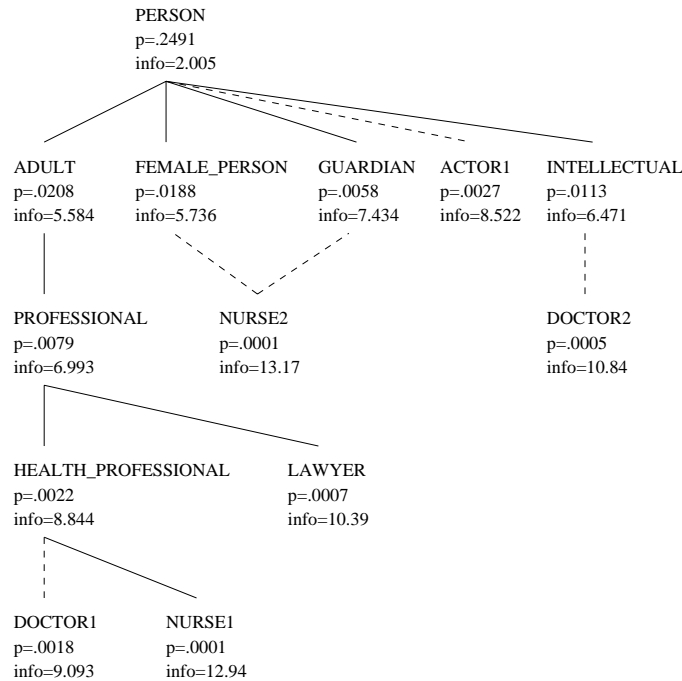 PERSON
p=.2491
info=2.005
ADULT
p=.0208
info=5.584
FEMALE_PERSON
p=.0188
info=5.736
GUARDIAN
p=.0058
info=7.434
ACTOR1
p=.0027
info=8.522
INTELLECTUAL
p=.0113
info=6.471
PROFESSIONAL
p=.0079
info=6.993
NURSE2
p=.0001
info=13.17
DOCTOR2
p=.0005
info=10.84
HEALTH_PROFESSIONAL
p=.0022
info=8.844
LAWYER
p=.0007
info=10.39
DOCTOR1
p=.0018
info=9.093
NURSE1
p=.0001
info=12.94